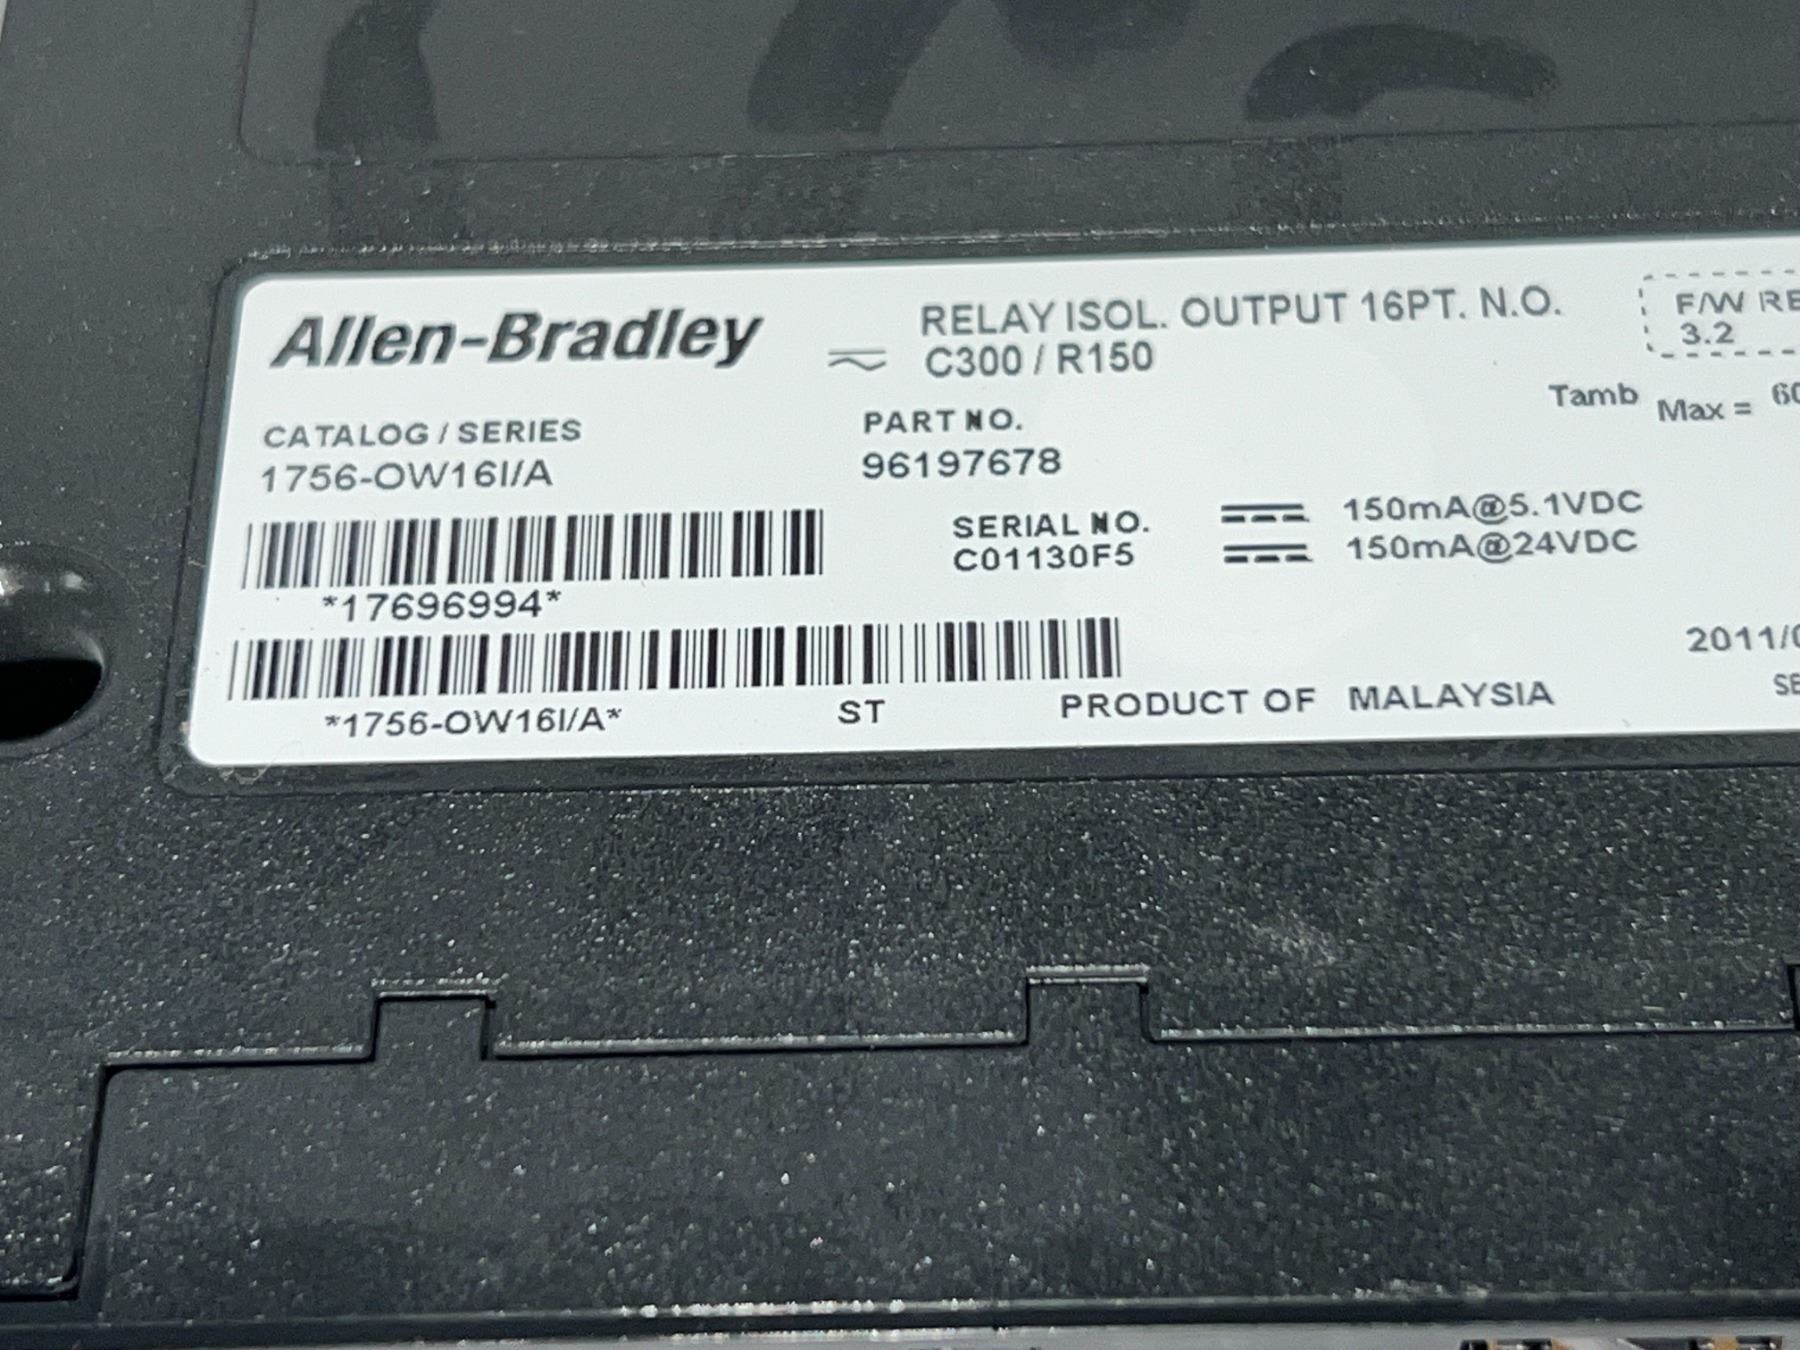 Allen-Bradley
RELAY ISOL. OUTPUT 16PT. N.O.
C300 / R150
F/W
3.2
Tamb Max =
CATALOG / SERIES
1756-OW16I/A
PART NO.
96197678
SERIAL NO.
C01130F5
150mA@5.1VDC
150mA@24VDC
*17696994*
*1756-OW16I/A*
ST
PRODUCT OF MALAYSIA